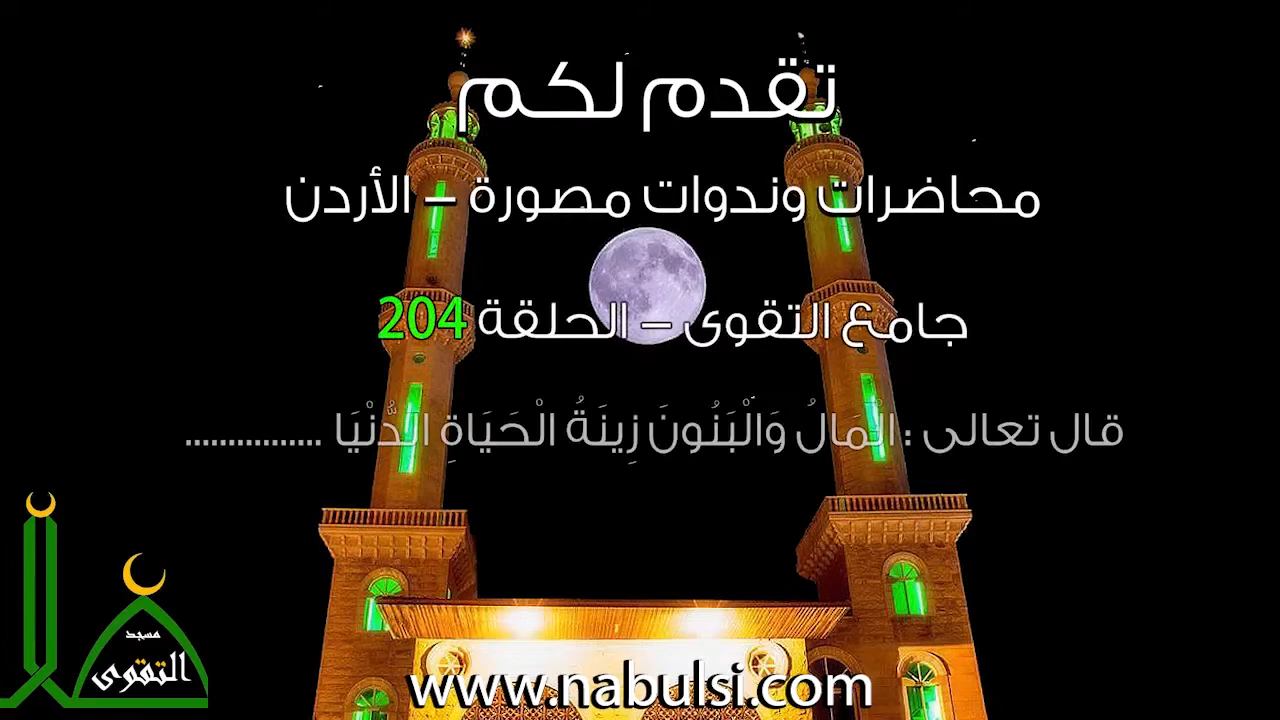 تقدم لكم
محاضرات وندوات مصورة – الأردن
جامع التقوى – الحلقة 204
قال تعالى : الْمَالُ وَالْبَنُونَ زِينَةُ الْحَيَاةِ الدُّنْيَا ................
مسجد
التقوى
www.nabulsi.com